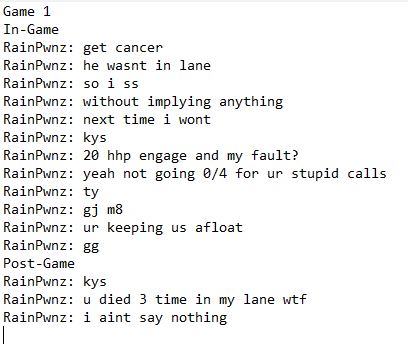 Game 1
In-Game
RainPwnz: get cancer
RainPwnz: he wasnt in lane
RainPwnz: so i ss
RainPwnz: without implying anything
RainPwnz: next time i wont
RainPwnz: kys
RainPwnz: 20 hhp engage and my fault?
RainPwnz: yeah not going 0/4 for ur stupid calls
RainPwnz: ty
RainPwnz: gj m8
RainPwnz: ur keeping us afloat
RainPwnz: gg
Post-Game
RainPwnz: kys
RainPwnz: u died 3 time in my lane wtf
RainPwnz: i aint say nothing